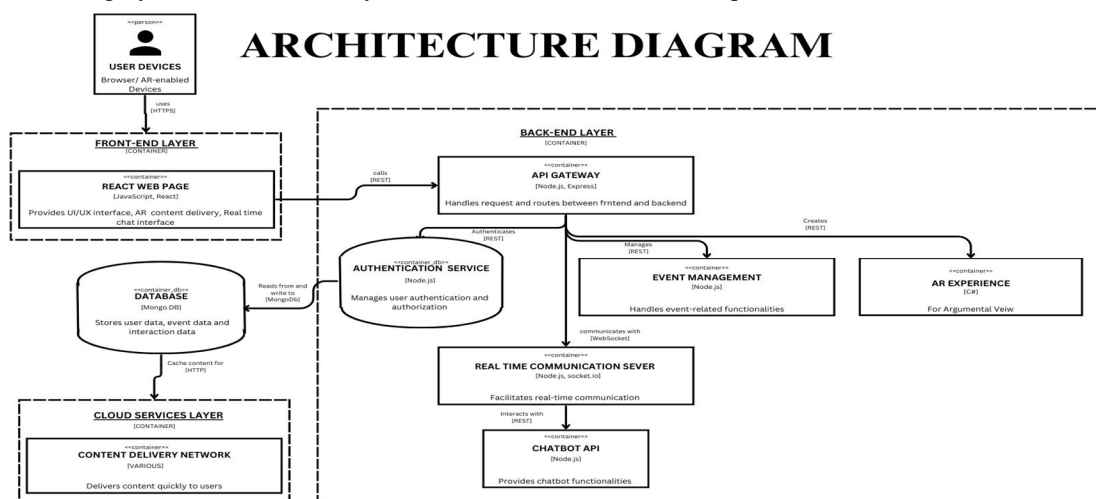 ARCHITECTURE DIAGRAM
<<person>>
USER DEVICES
Browser/ AR-enabled
Devices
uses
[HTTPS]
FRONT-END LAYER
[CONTAINER]
<<container>>
REACT WEB PAGE
[JavaScript, React]
Provides UI/UX interface, AR content delivery, Real time
chat interface
calls
[REST]
BACK-END LAYER
[CONTAINER]
<<container>>
API GATEWAY
[Node.js, Express]
Handles request and routes between frntend and backend
Authenticates
[REST]
Manages
[REST]
Creates
[REST]
<<container_db>>
AUTHENTICATION SERVICE
[Node.js]
Manages user authentication and
authorization
<<container>>
EVENT MANAGEMENT
[Node.js]
Handles event-related functionalities
<<container>>
AR EXPERIENCE
[C#]
For Argumental Veiw
Reads from and
write to
[MongoDb]
<<container_db>>
DATABASE
[Mongo.DB]
Stores user data, event data and
interaction data
communicates with
[WebSocket]
<<container>>
REAL TIME COMMUNICATION SEVER
[Node.js, socket.io]
Facilitates real-time communication
Cache content for
[HTTP]
Interacts with
[REST]
CLOUD SERVICES LAYER
[CONTAINER]
<<container>>
CONTENT DELIVERY NETWORK
[VARIOUS]
Delivers content quickly to users
<<container>>
CHATBOT API
[Node.js]
Provides chatbot functionalities